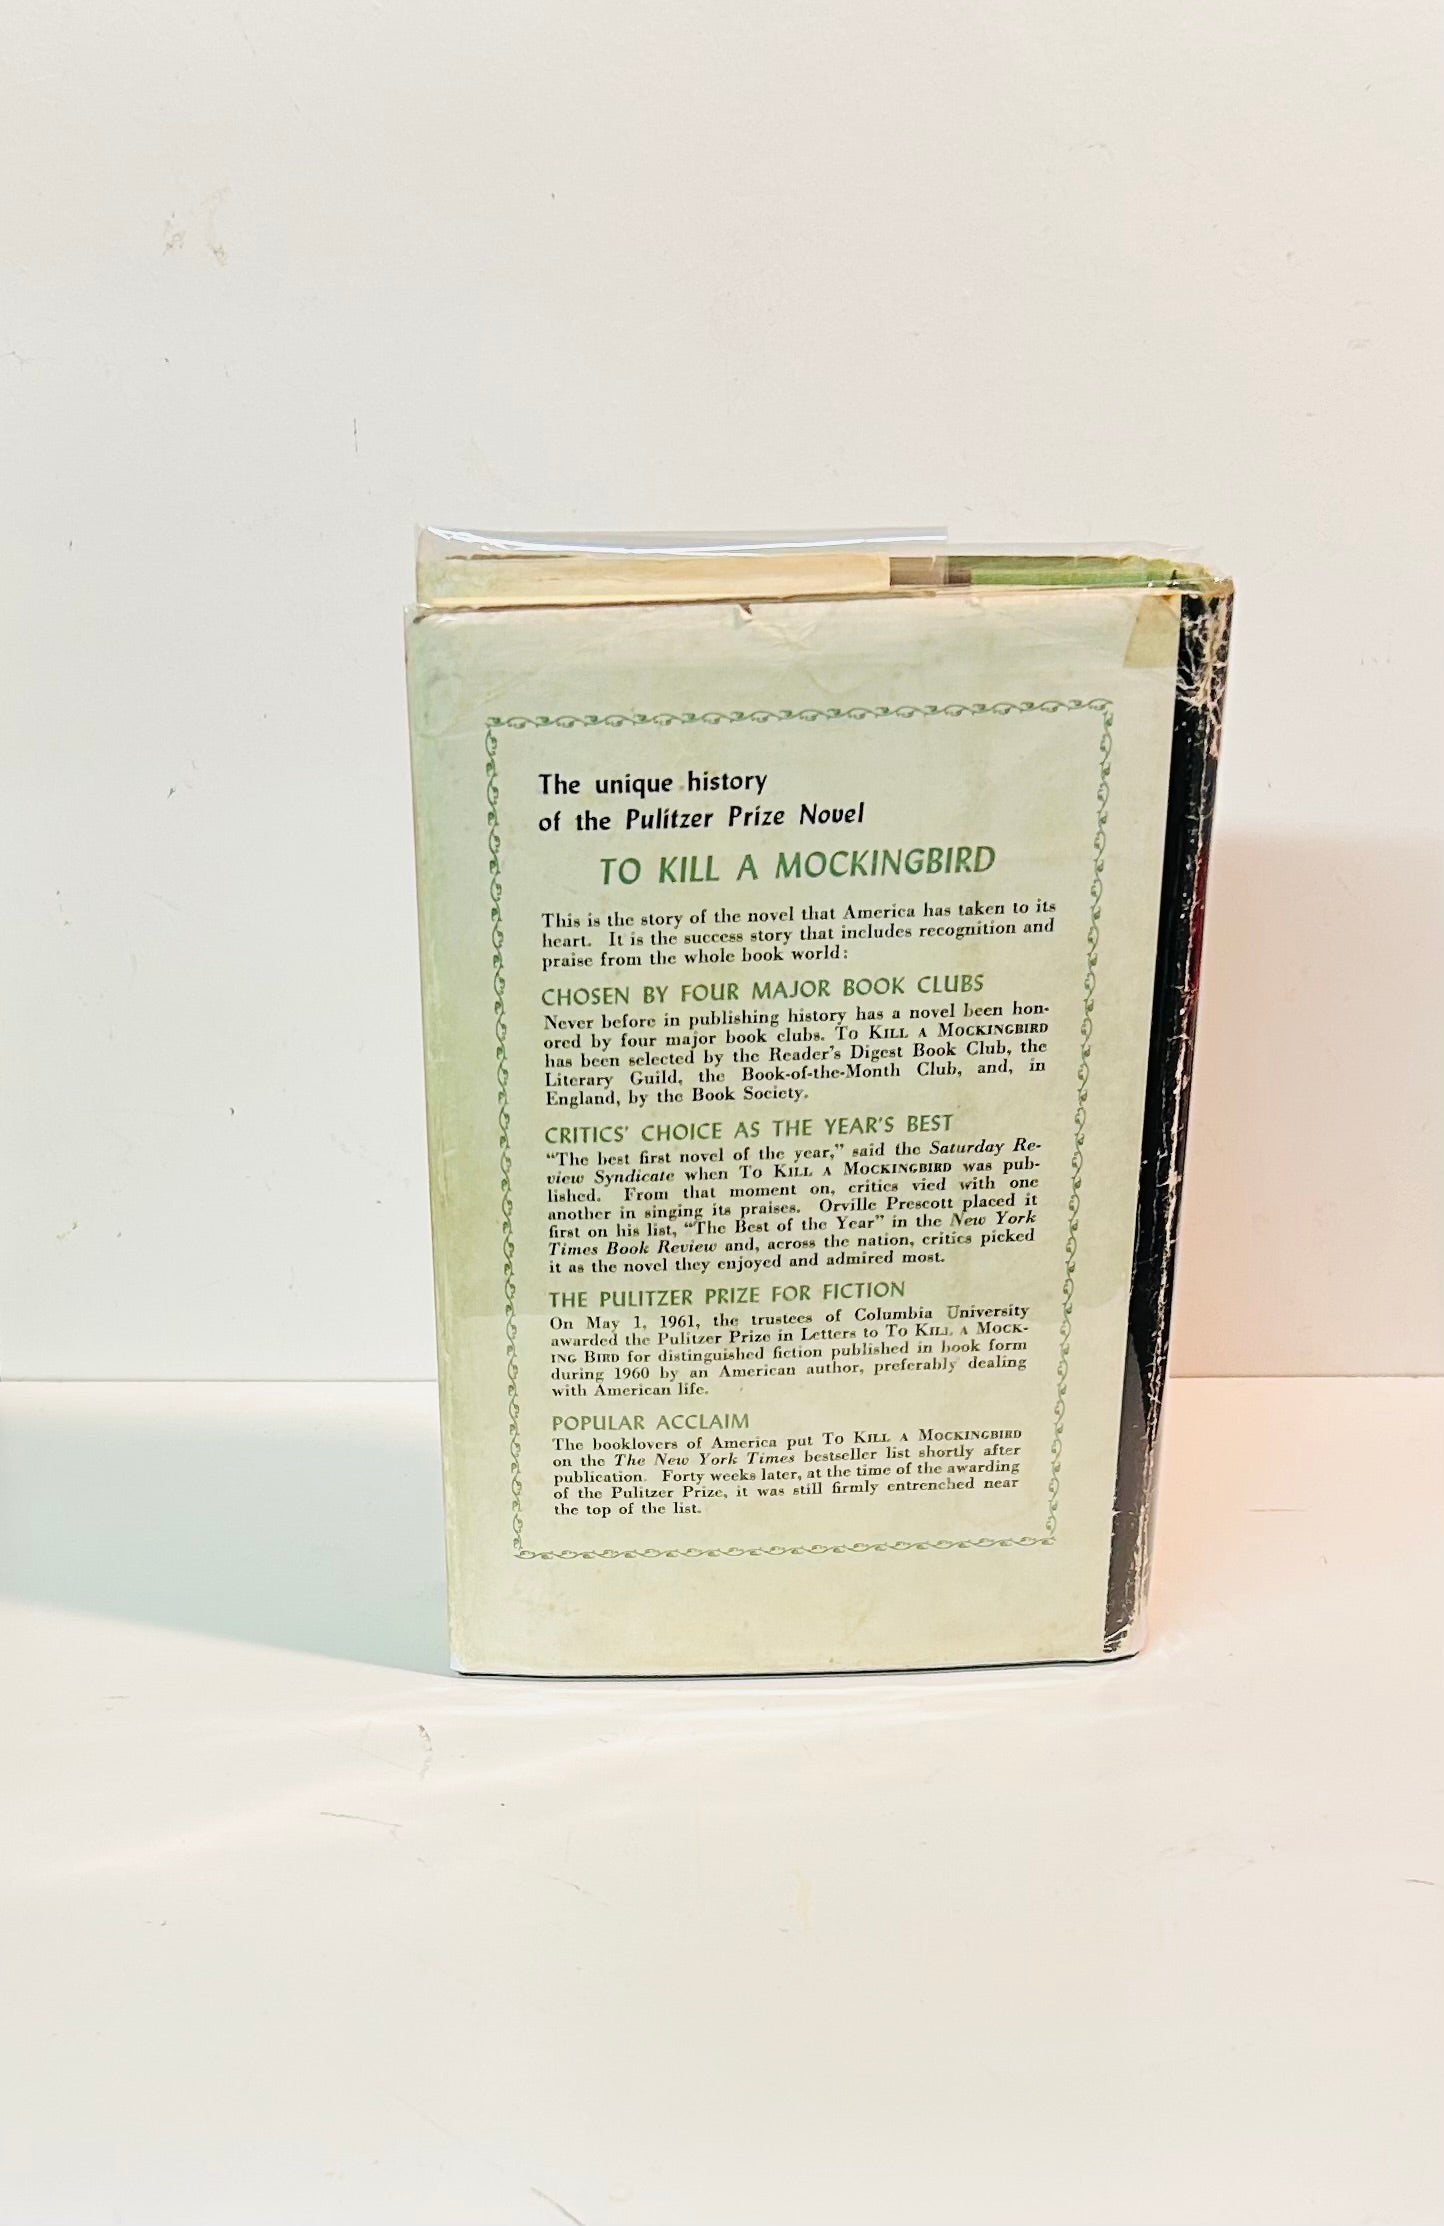 The unique history
of the Pulitzer Prize Novel
TO KILL A MOCKINGBIRD
This is the story of the novel that America has taken to its
heart. It is the success story that includes recognition and
praise from the whole book world:
CHOSEN BY FOUR MAJOR BOOK CLUBS
Never before in publishing history has a novel been hon-
ored by four major book clubs. TO KILL A MOCKINGBIRD
has been selected by the Reader's Digest Book Club, the
Literary Guild, the Book-of-the-Month Club, and, in
England, by the Book Society.
CRITICS' CHOICE AS THE YEAR'S BEST
"The best first novel of the year," said the Saturday Re-
view Syndicate when TO KILL A MOCKINGBIRD was pub-
lished. From that moment on, critics vied with one
another in singing its praises. Orville Prescott placed it
first on his list, "The Best of the Year" in the New York
Times Book Review and, across the nation, critics picked
it as the novel they enjoyed and admired most.
THE PULITZER PRIZE FOR FICTION
On May 1, 1961, the trustees of Columbia University
awarded the Pulitzer Prize in Letters to TO KILL A MOCK-
ING BIRD for distinguished fiction published in book form
during 1960 by an American author, preferably dealing
with American life.
POPULAR ACCLAIM
The booklovers of America put TO KILL A MOCKINGBIRD
on the The New York Times bestseller list shortly after
publication. Forty weeks later, at the time of the awarding
of the Pulitzer Prize, it was still firmly entrenched near
the top of the list.